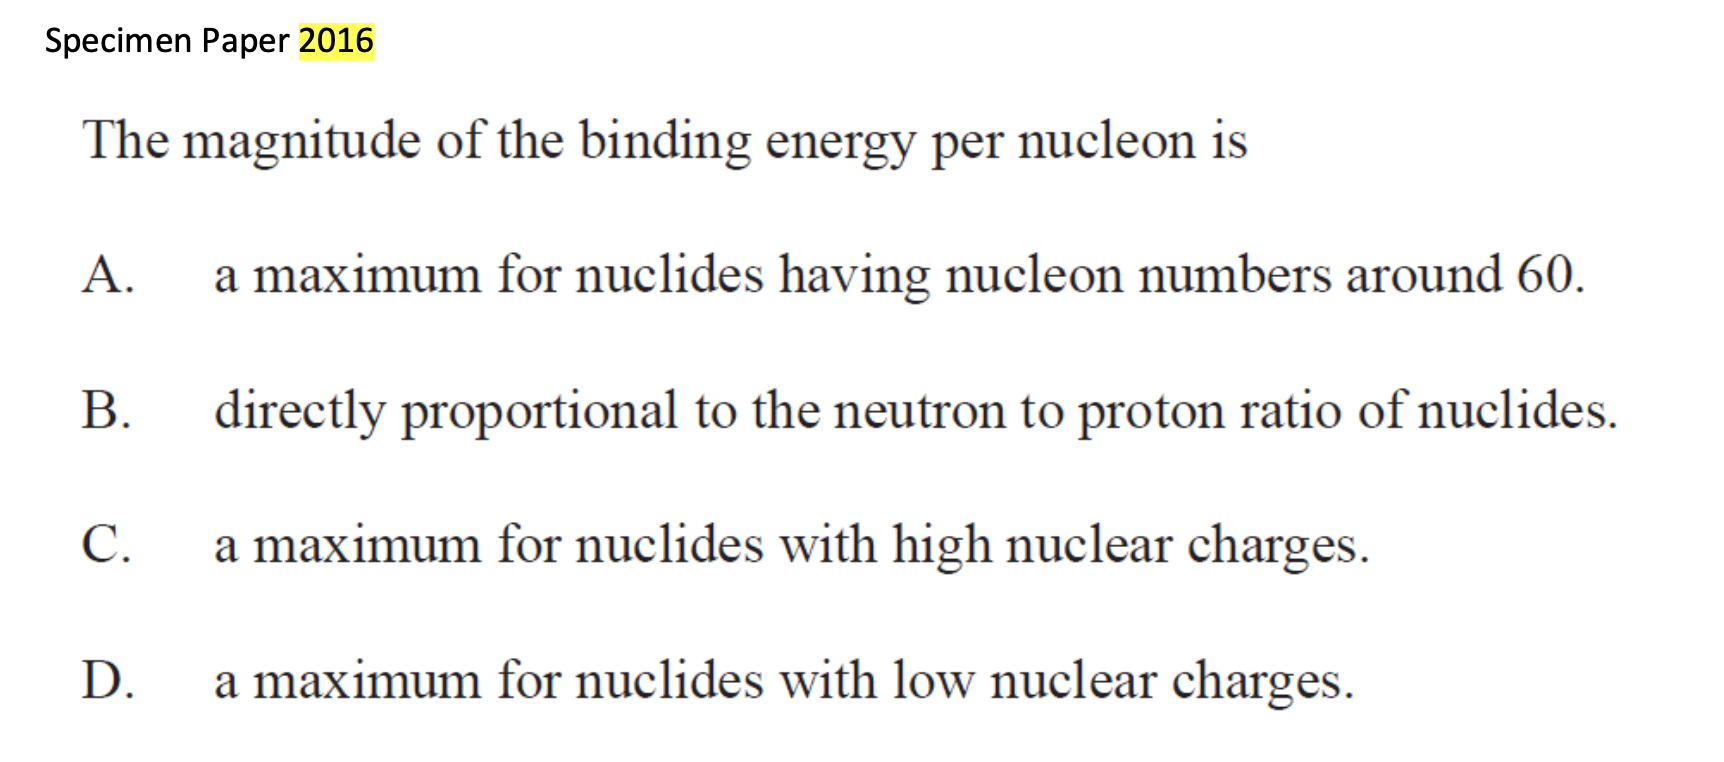 Specimen Paper 2016
The magnitude of the binding energy per nucleon is
A. a maximum for nuclides having nucleon numbers around 60.
B. directly proportional to the neutron to proton ratio of nuclides.
C. a maximum for nuclides with high nuclear charges.
D. a maximum for nuclides with low nuclear charges.